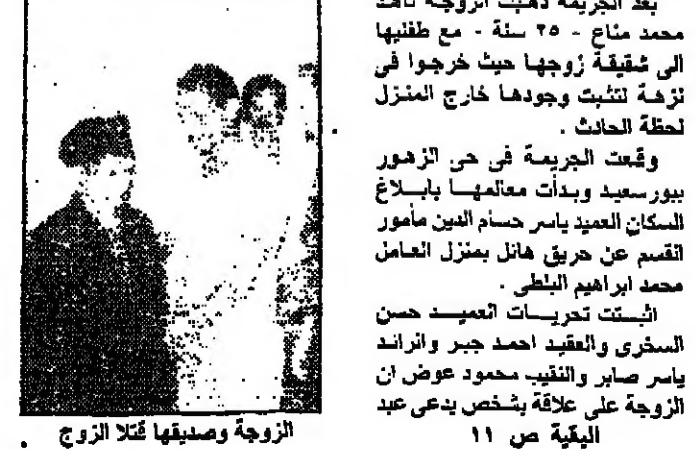 بعد الجريمة ذهبت الزوجة ناهد
محمد مناع - ٢٥ سنة - مع طفليها
الى شقيقة زوجها حيث خرجوا فى
نزهة لتثبت وجودها خارج المنزل
لحظة الحادث .
وقعت الجريمة فى حى الزهور
ببورسعيد وبدأت معالمها بابلاغ
السكان العميد ياسر حسام الدين مأمور
القسم عن حريق هائل بمنزل العامل
محمد ابراهيم البلطى .
اثبتت تحريات العميد حسن
السخرى والعقيد احمد جبر والرائد
ياسر صابر والنقيب محمود عوض ان
الزوجة على علاقة بشخص يدعى عبد
البقية ص ١١
الزوجة وصديقها قتلا الزوج